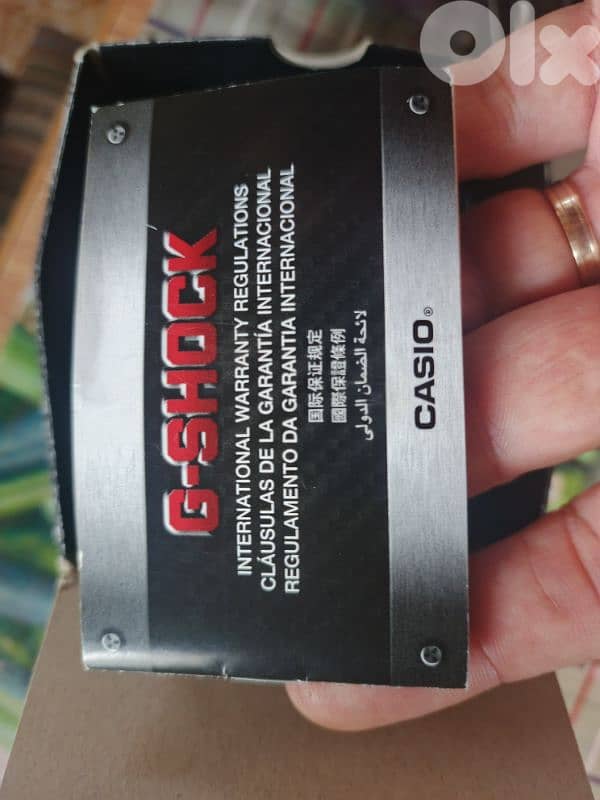 olx
G-SHOCK
INTERNATIONAL WARRANTY REGULATIONS
CLÁUSULAS DE LA GARANTÍA INTERNACIONAL
REGULAMENTO DA GARANTIA INTERNACIONAL
国际保证规定
國際保證條例
لائحة الضمان الدولى
CASIO®